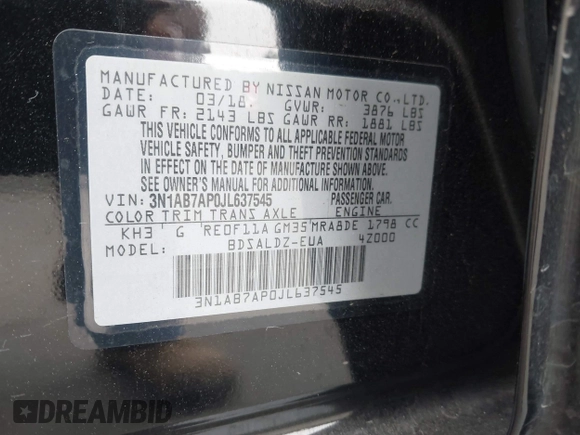 MANUFACTURED BY NISSAN MOTOR CO.,LTD.
DATE: 03/18 GVWR: 3876 LBS
GAWR FR: 2143 LBS GAWR RR: 1881 LBS
THIS VEHICLE CONFORMS TO ALL APPLICABLE FEDERAL MOTOR
VEHICLE SAFETY, BUMPER AND THEFT PREVENTION STANDARDS
IN EFFECT ON THE DATE OF MANUFACTURE SHOWN ABOVE.
SEE OWNER'S MANUAL FOR ADDITIONAL INFORMATION.
VIN: 3N1AB7AP0JL637545 PASSENGER CAR.
COLOR TRIM TRANS AXLE ENGINE
KH3 G RE0F11A GM35 MRA8DE 1798 CC
MODEL: BDSALDZ-EUA 4Z000
3N1AB7AP0JL637545
DREAMBID